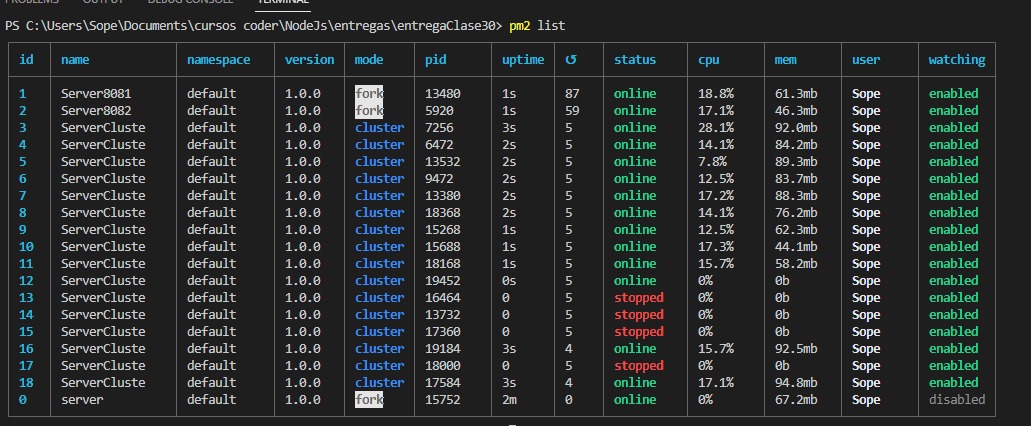 PROBLEMS OUTPUT DEBUG CONSOLE TERMINAL
PS C:\Users\Sope\Documents\cursos coder\NodeJs\entregas\entregaClase30> pm2 list
id name namespace version mode pid uptime ↺ status cpu mem user watching
1 Server8081 default 1.0.0 fork 13480 1s 87 online 18.8% 61.3mb Sope enabled
2 Server8082 default 1.0.0 fork 5920 1s 59 online 17.1% 46.3mb Sope enabled
3 ServerCluste default 1.0.0 cluster 7256 3s 5 online 28.1% 92.0mb Sope enabled
4 ServerCluste default 1.0.0 cluster 6472 2s 5 online 14.1% 84.2mb Sope enabled
5 ServerCluste default 1.0.0 cluster 13532 2s 5 online 7.8% 89.3mb Sope enabled
6 ServerCluste default 1.0.0 cluster 9472 2s 5 online 12.5% 83.7mb Sope enabled
7 ServerCluste default 1.0.0 cluster 13380 2s 5 online 17.2% 88.3mb Sope enabled
8 ServerCluste default 1.0.0 cluster 18368 2s 5 online 14.1% 76.2mb Sope enabled
9 ServerCluste default 1.0.0 cluster 15268 1s 5 online 12.5% 62.3mb Sope enabled
10 ServerCluste default 1.0.0 cluster 15688 1s 5 online 17.3% 44.1mb Sope enabled
11 ServerCluste default 1.0.0 cluster 18168 1s 5 online 15.7% 58.2mb Sope enabled
12 ServerCluste default 1.0.0 cluster 19452 0s 5 online 0% 0b Sope enabled
13 ServerCluste default 1.0.0 cluster 16464 0 5 stopped 0% 0b Sope enabled
14 ServerCluste default 1.0.0 cluster 13732 0 5 stopped 0% 0b Sope enabled
15 ServerCluste default 1.0.0 cluster 17360 0 5 stopped 0% 0b Sope enabled
16 ServerCluste default 1.0.0 cluster 19184 3s 4 online 15.7% 92.5mb Sope enabled
17 ServerCluste default 1.0.0 cluster 18000 0 5 stopped 0% 0b Sope enabled
18 ServerCluste default 1.0.0 cluster 17584 3s 4 online 17.1% 94.8mb Sope enabled
0 server default 1.0.0 fork 15752 2m 0 online 0% 67.2mb Sope disabled